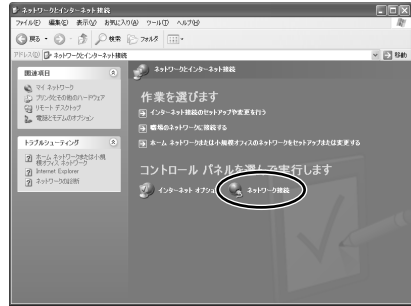 ネットワークとインターネット接続
ファイル(F) 編集(E) 表示(V) お気に入り(A) ツール(T) ヘルプ(H)
戻る 検索 フォルダ
アドレス(D) ネットワークとインターネット接続 移動
関連項目
マイ ネットワーク
プリンタとその他のハードウェア
リモート デスクトップ
電話とモデムのオプション
トラブルシューティング
ホーム ネットワークまたは小規模オフィス ネットワーク
Internet Explorer
ネットワークの診断
ネットワークとインターネット接続
作業を選びます
インターネット接続のセットアップや変更を行う
職場のネットワークに接続する
ホーム ネットワークまたは小規模オフィスのネットワークをセットアップまたは変更する
コントロール パネルを選んで実行します
インターネット オプション
ネットワーク接続